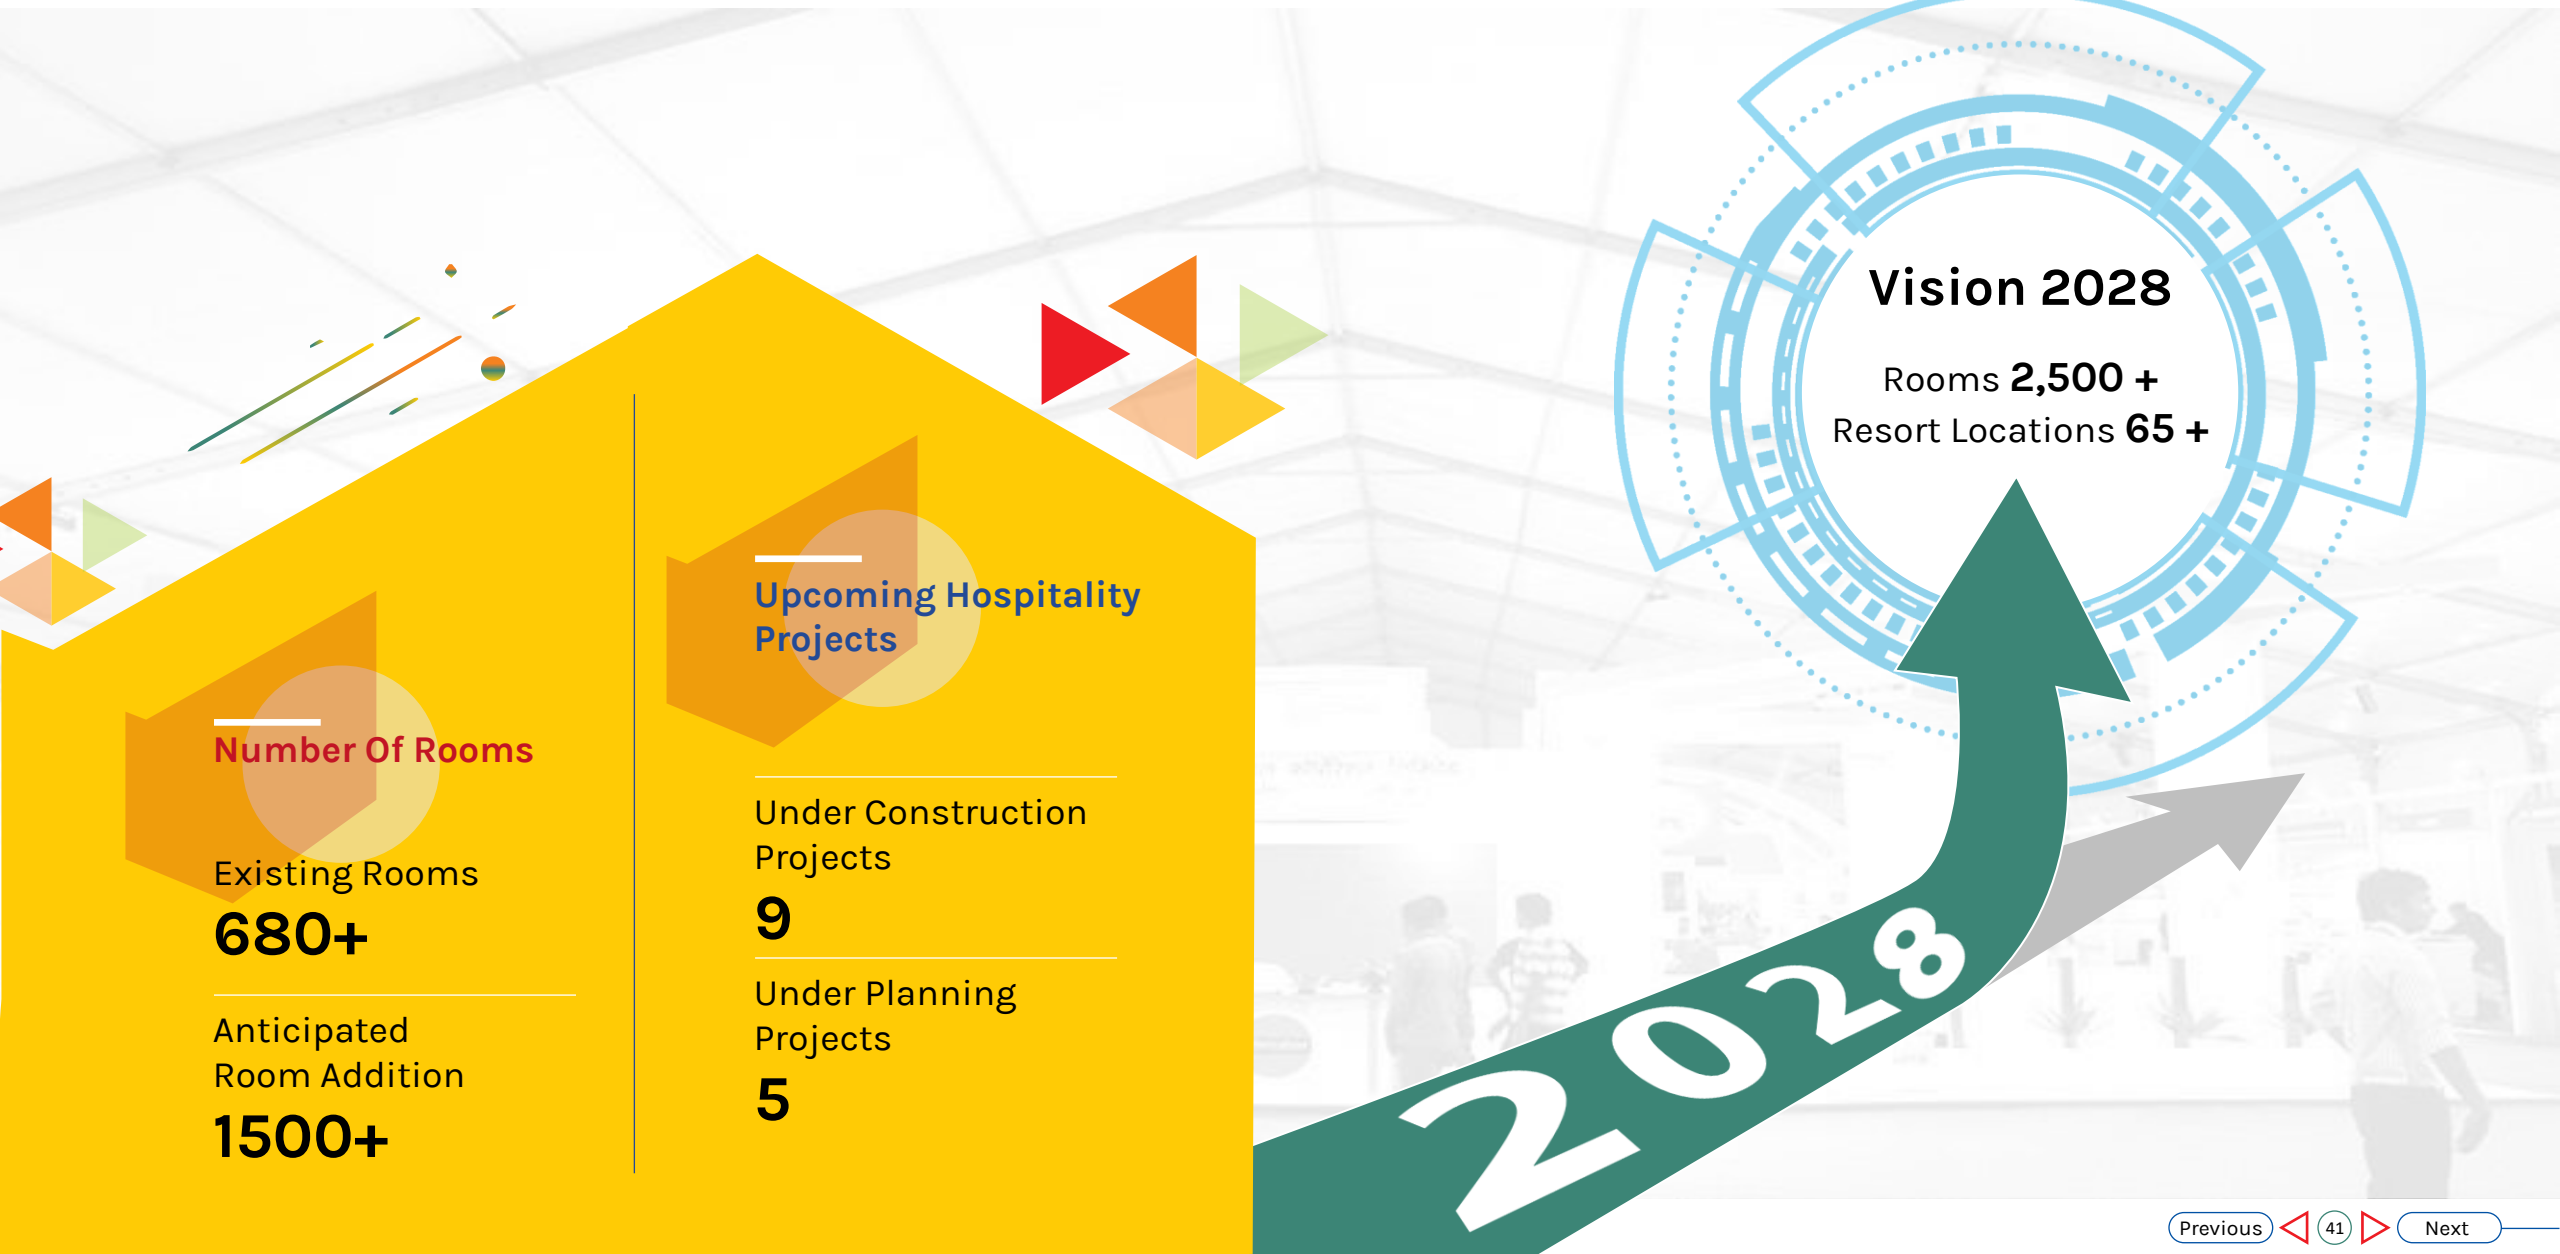 Number Of Rooms
Existing Rooms
680+
Anticipated
Room Addition
1500+
Upcoming Hospitality
Projects
Under Construction
Projects
9
Under Planning
Projects
5
Vision 2028
Rooms 2,500 +
Resort Locations 65 +
2028
Previous 41 Next